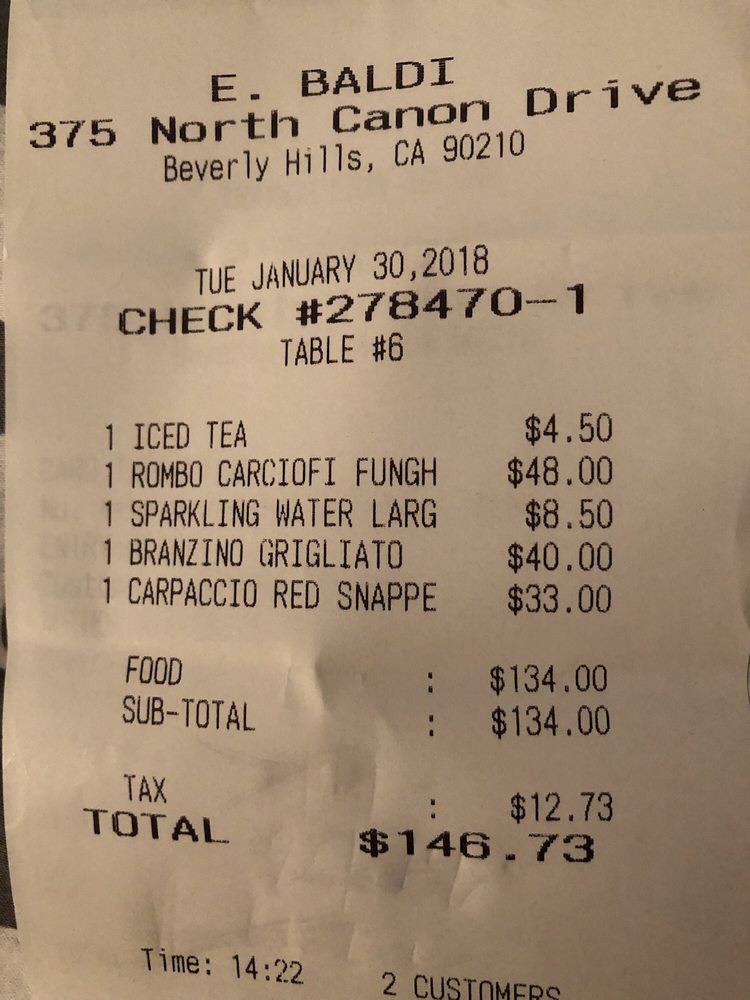 E. BALDI
375 North Canon Drive
Beverly Hills, CA 90210
TUE JANUARY 30,2018
CHECK #278470-1
TABLE #6
1 ICED TEA $4.50
1 ROMBO CARCIOFI FUNGH $48.00
1 SPARKLING WATER LARG $8.50
1 BRANZINO GRIGLIATO $40.00
1 CARPACCIO RED SNAPPE $33.00
FOOD : $134.00
SUB-TOTAL : $134.00
TAX : $12.73
TOTAL $146.73
Time: 14:22 2 CUSTOMERS